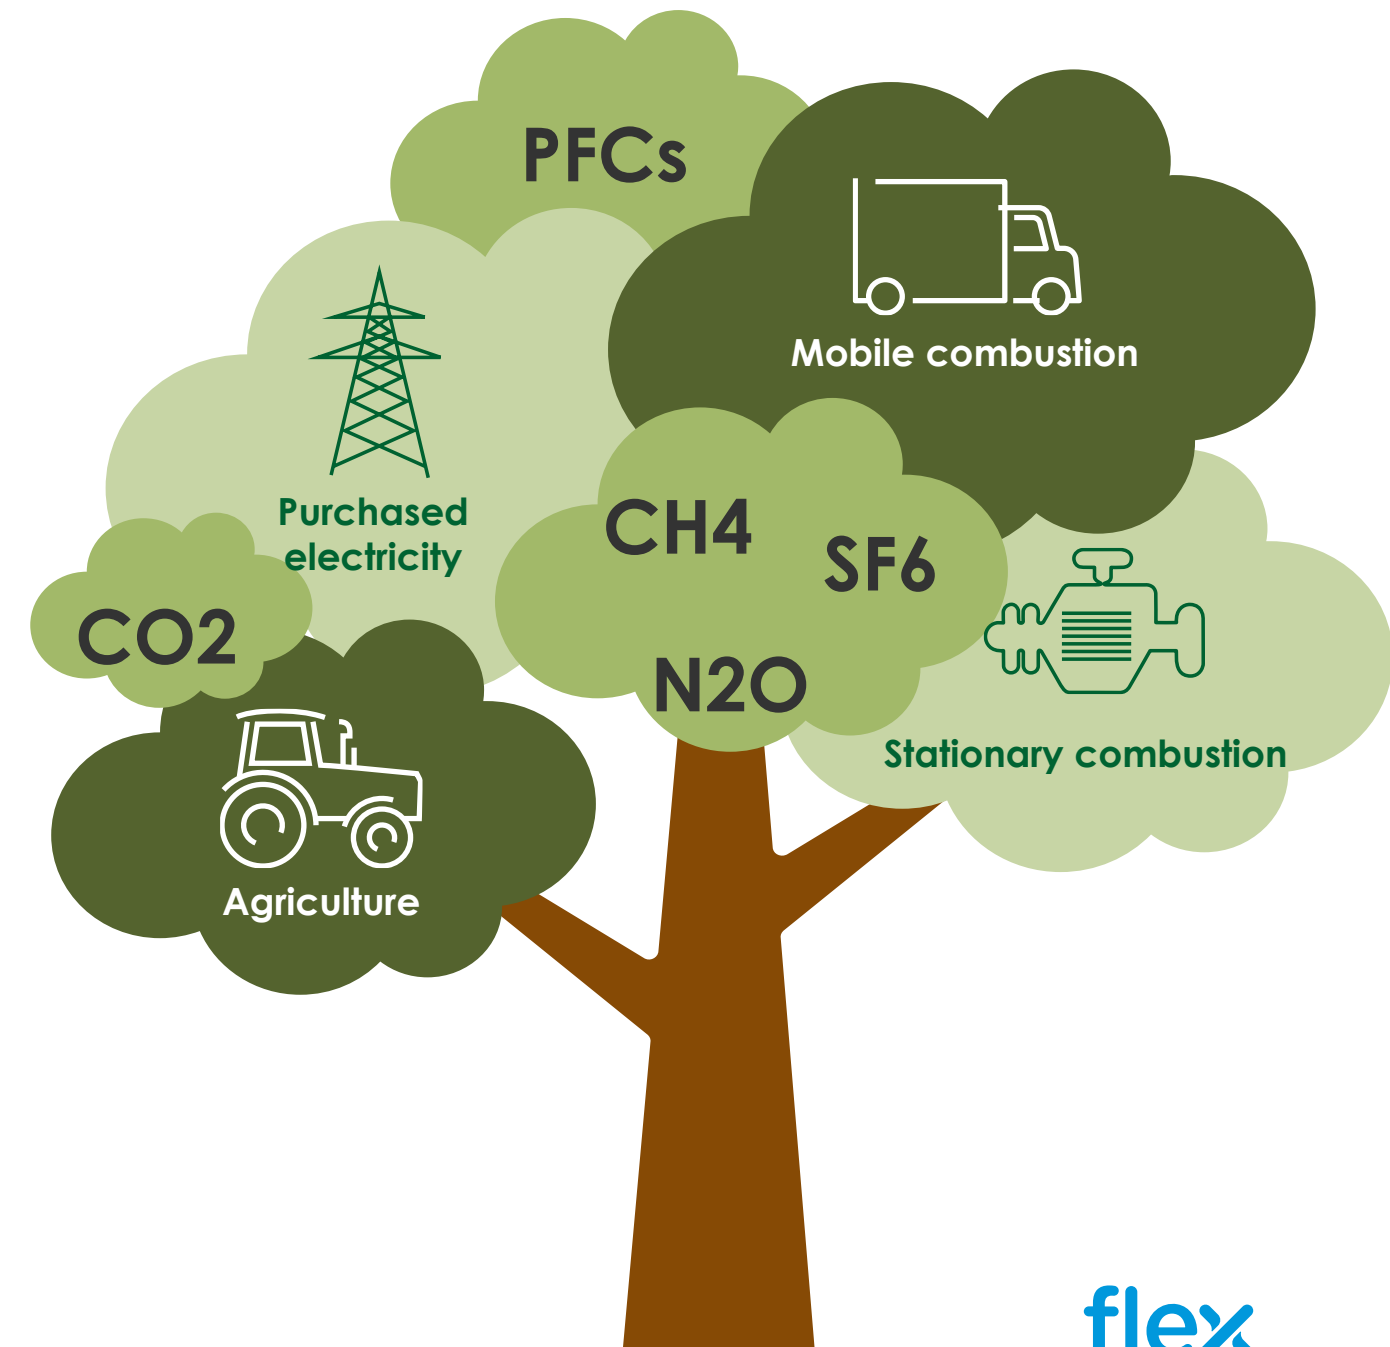 PFCs
Mobile combustion
Purchased
electricity
CH4
SF6
CO2
N2O
Stationary combustion
Agriculture
flex